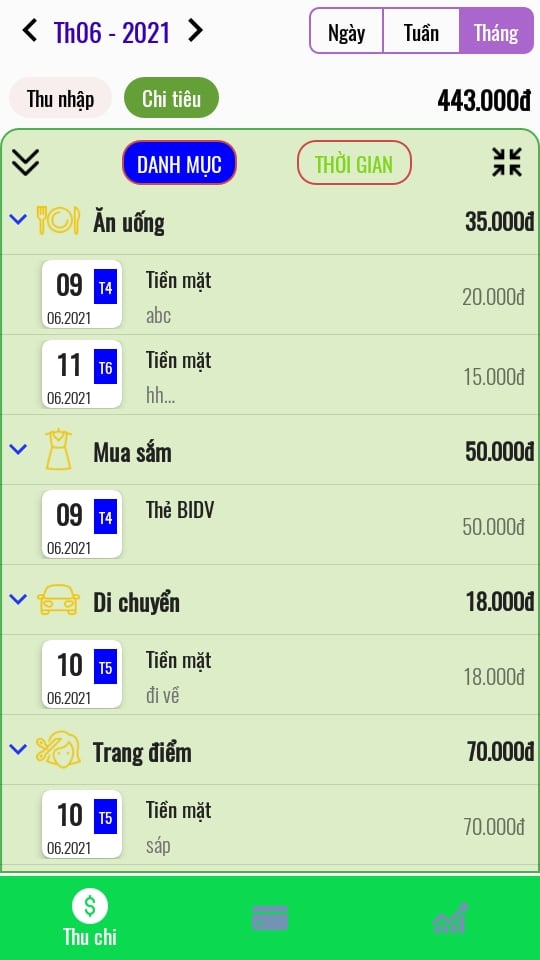 Th06 - 2021
Ngày
Tuần
Tháng
Thu nhập
Chi tiêu
443.000đ
DANH MỤC
THỜI GIAN
Ăn uống
35.000đ
09
T4
06.2021
Tiền mặt
abc
20.000đ
11
T6
06.2021
Tiền mặt
hh...
15.000đ
Mua sắm
50.000đ
09
T4
06.2021
Thẻ BIDV
50.000đ
Di chuyển
18.000đ
10
T5
06.2021
Tiền mặt
đi về
18.000đ
Trang điểm
70.000đ
10
T5
06.2021
Tiền mặt
sáp
70.000đ
Thu chi